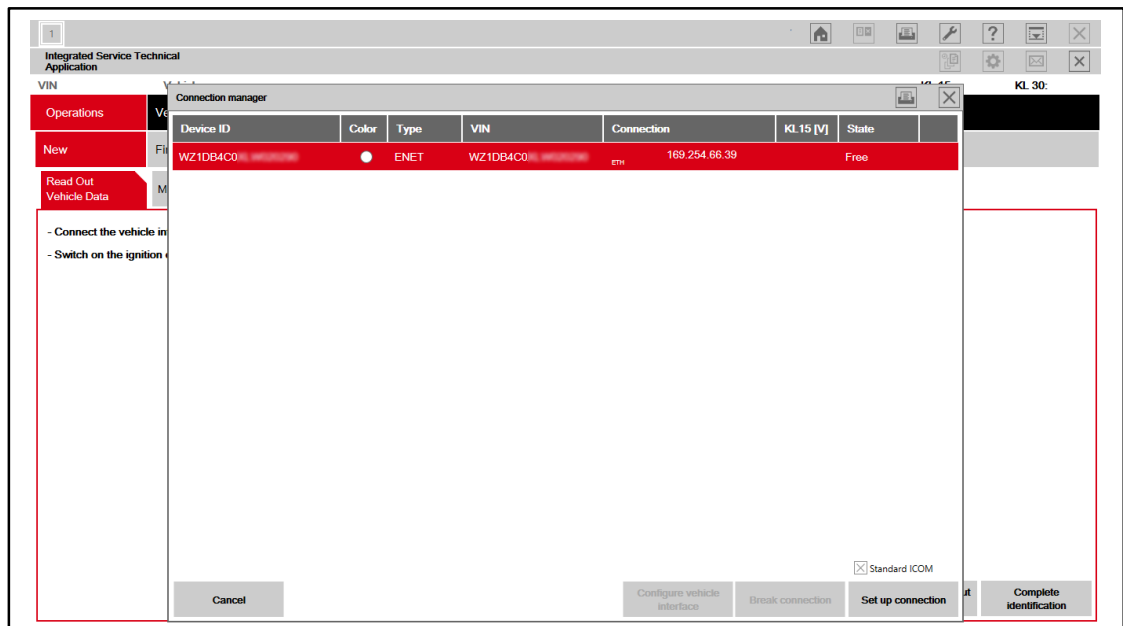 1
?
Integrated Service Technical
Application
VIN
KL 30:
Connection manager
Operations
Device ID Color Type VIN Connection KL15 [V] State
New
WZ1DB4C0 ENET WZ1DB4C0 ETH 169.254.66.39 Free
Read Out
Vehicle Data
- Connect the vehicle
- Switch on the ignition
Standard ICOM
Cancel
Configure vehicle
interface
Break connection
Set up connection
Complete
identification